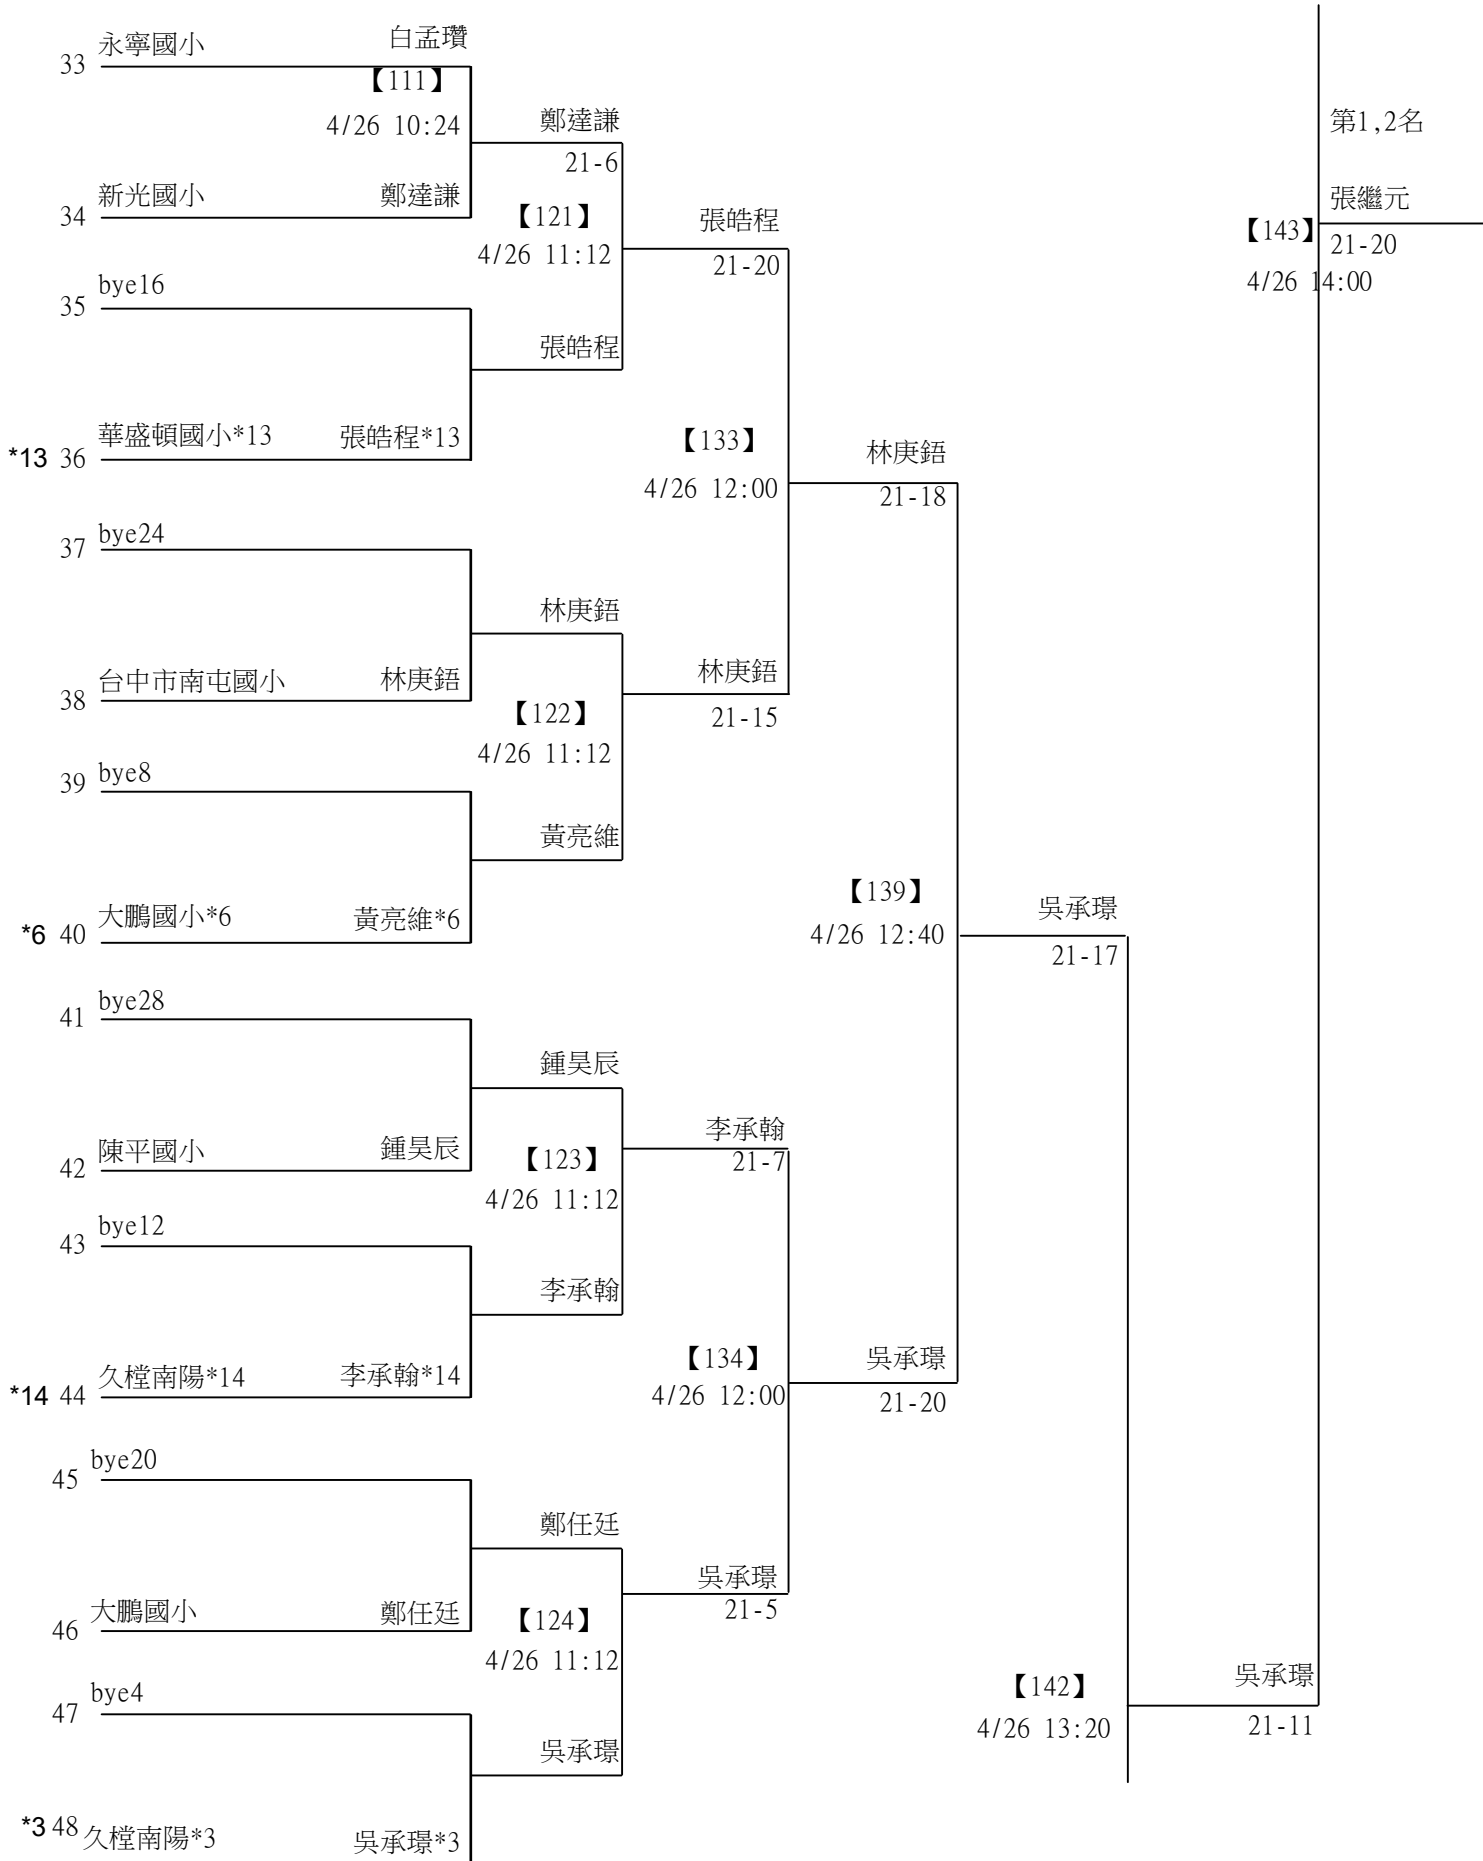 永寧國小 白孟瓚
33
【111】
4/26 10:24
鄭達謙
21-6
第1,2名
新光國小 鄭達謙
34
【121】
4/26 11:12
張皓程
21-20
張繼元
【143】
21-20
4/26 14:00
bye16
35
張皓程
華盛頓國小*13 張皓程*13
*13 36
【133】
4/26 12:00
林庚鋙
21-18
bye24
37
林庚鋙
台中市南屯國小 林庚鋙
38
【122】
4/26 11:12
林庚鋙
21-15
bye8
39
黃亮維
大鵬國小*6 黃亮維*6
*6 40
【139】
4/26 12:40
吳承璟
21-17
bye28
41
鍾昊辰
陳平國小 鍾昊辰
42
【123】
4/26 11:12
李承翰
21-7
bye12
43
李承翰
久樘南陽*14 李承翰*14
*14 44
【134】
4/26 12:00
吳承璟
21-20
bye20
45
鄭任廷
大鵬國小 鄭任廷
46
【124】
4/26 11:12
吳承璟
21-5
bye4
47
吳承璟
【142】
4/26 13:20
吳承璟
21-11
*3 48
久樘南陽*3 吳承璟*3